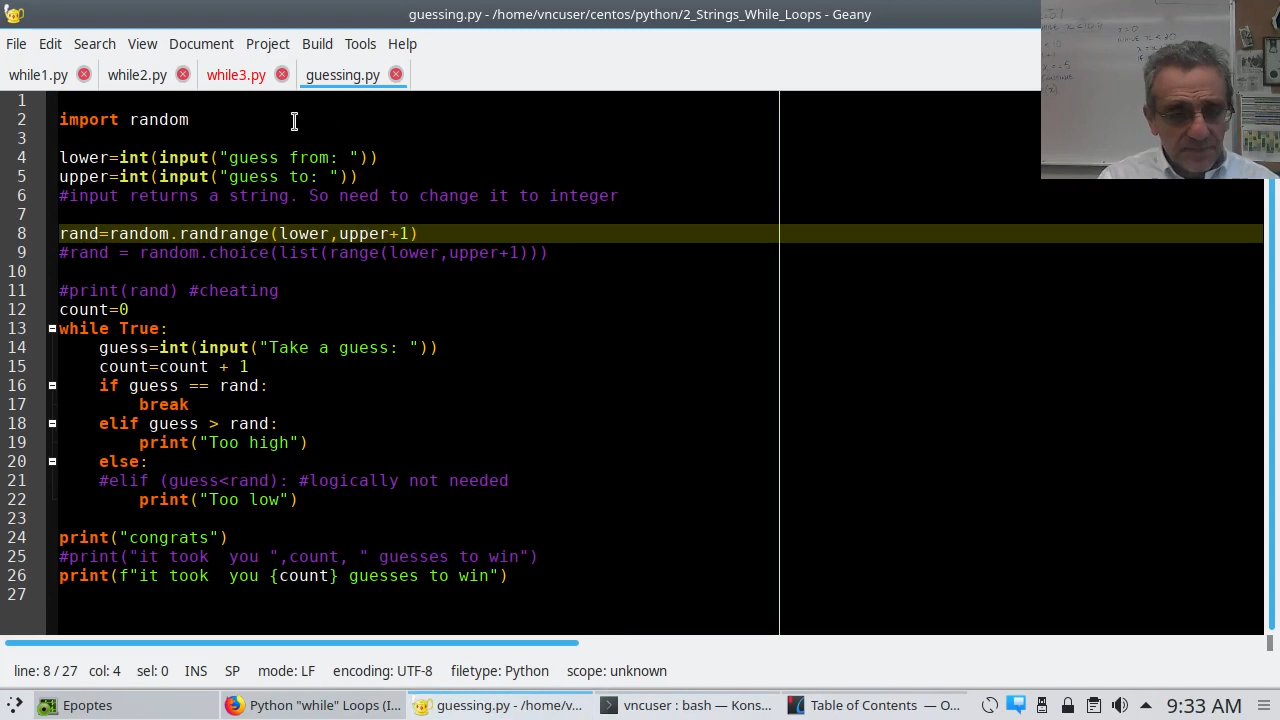 guessing.py - /home/vncuser/centos/python/2_Strings_While_Loops - Geany
File Edit Search View Document Project Build Tools Help
while1.py while2.py while3.py guessing.py
1
2 import random
3
4 lower=int(input("guess from: "))
5 upper=int(input("guess to: "))
6 #input returns a string. So need to change it to integer
7
8 rand=random.randrange(lower,upper+1)
9 #rand = random.choice(list(range(lower,upper+1)))
10
11 #print(rand) #cheating
12 count=0
13 while True:
14     guess=int(input("Take a guess: "))
15     count=count + 1
16     if guess == rand:
17         break
18     elif guess > rand:
19         print("Too high")
20     else:
21     #elif (guess<rand): #logically not needed
22         print("Too low")
23
24 print("congrats")
25 #print("it took  you ",count, " guesses to win")
26 print(f"it took  you {count} guesses to win")
27
line: 8 / 27 col: 4 sel: 0 INS SP mode: LF encoding: UTF-8 filetype: Python scope: unknown
Epoptes Python "while" Loops (I... guessing.py - /home/v... vncuser : bash — Kons... Table of Contents — O... 9:33 AM